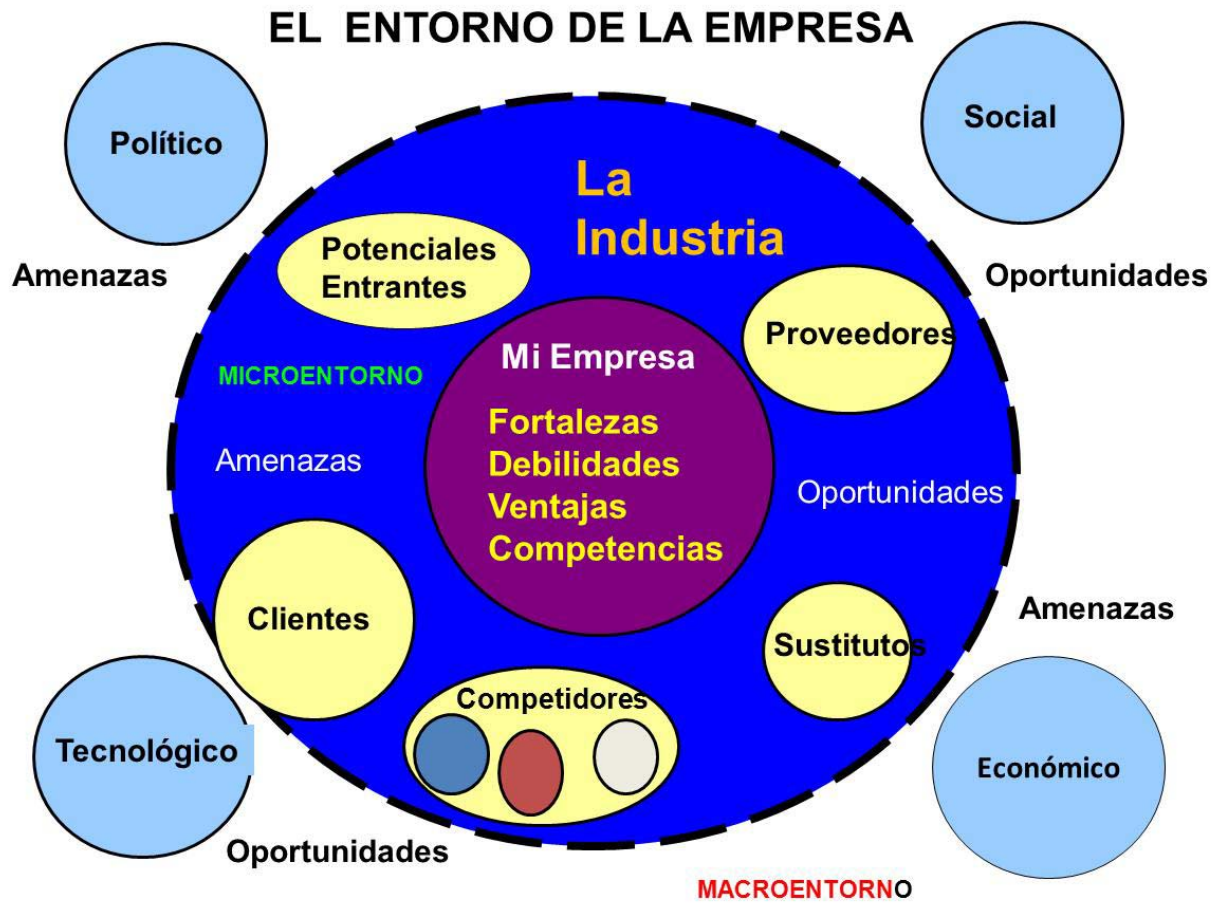 EL ENTORNO DE LA EMPRESA
Político
Social
La
Industria
Potenciales
Entrantes
Amenazas
Oportunidades
Proveedores
Mi Empresa
MICROENTORNO
Fortalezas
Debilidades
Ventajas
Competencias
Amenazas
Oportunidades
Clientes
Amenazas
Sustitutos
Competidores
Tecnológico
Económico
Oportunidades
MACROENTORNO